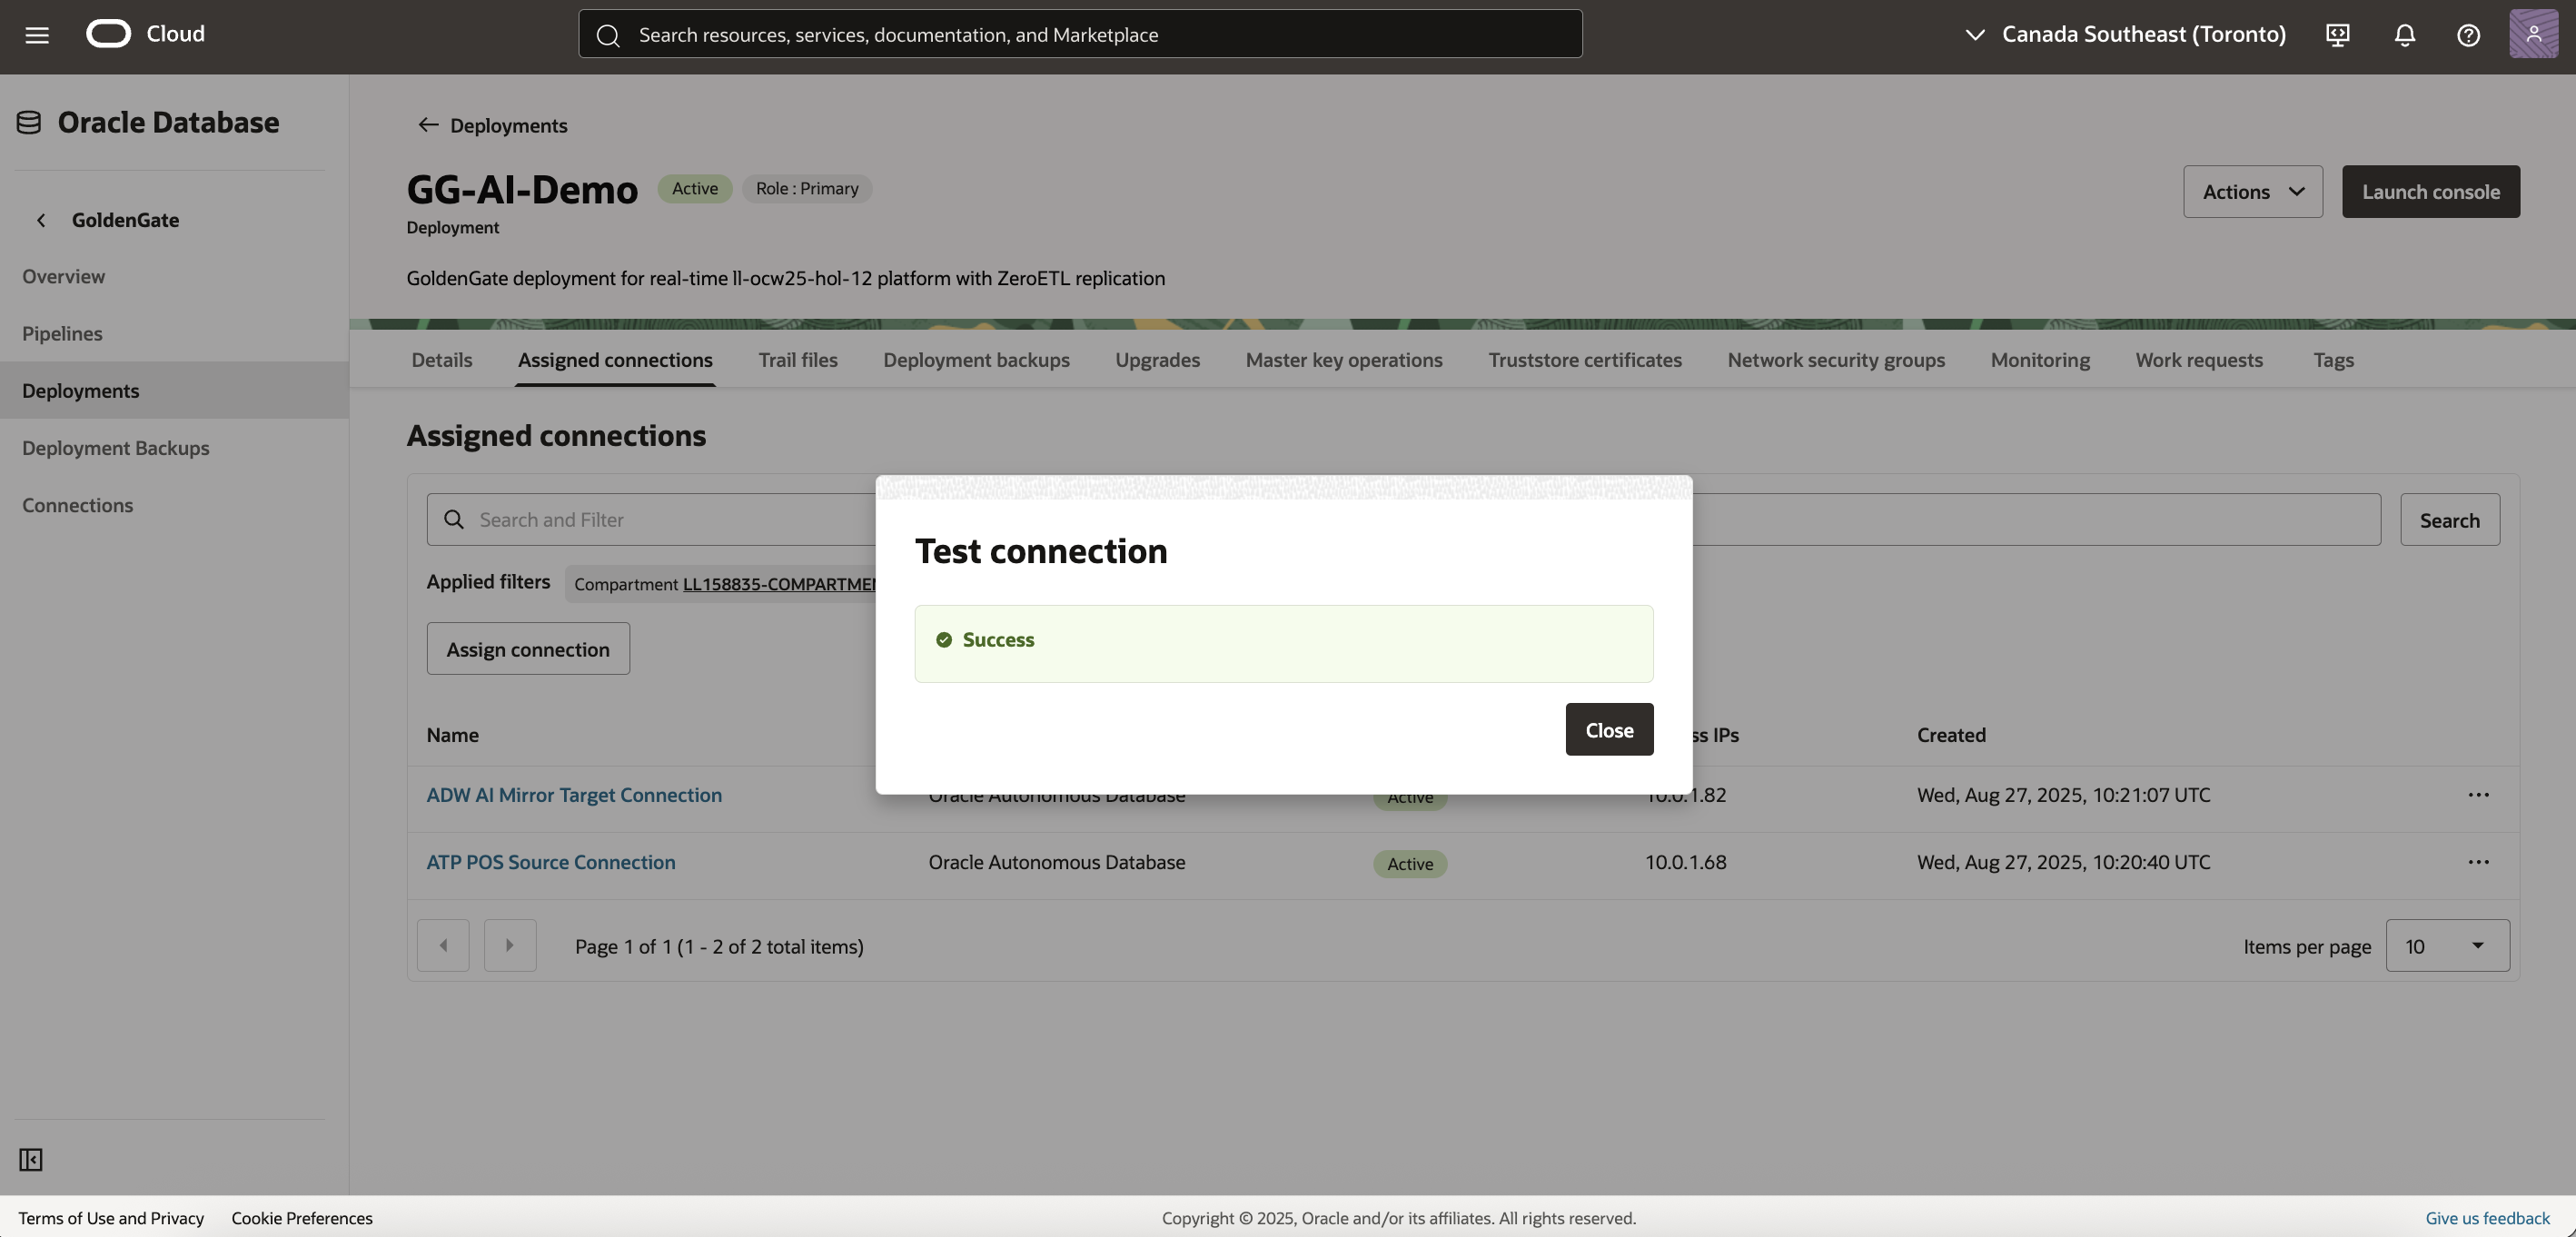 Cloud
Search resources, services, documentation, and Marketplace
Canada Southeast (Toronto)
Oracle Database
GoldenGate
Overview
Pipelines
Deployments
Deployment Backups
Connections
Deployments
GG-AI-Demo
Active
Role : Primary
Deployment
GoldenGate deployment for real-time ll-ocw25-hol-12 platform with ZeroETL replication
Actions
Launch console
Details
Assigned connections
Trail files
Deployment backups
Upgrades
Master key operations
Truststore certificates
Network security groups
Monitoring
Work requests
Tags
Assigned connections
Search and Filter
Search
Applied filters
Compartment LL158835-COMPARTMEN
Assign connection
Test connection
Success
Close
Name
ss IPs
Created
ADW AI Mirror Target Connection
Oracle Autonomous Database
Active
10.0.1.82
Wed, Aug 27, 2025, 10:21:07 UTC
ATP POS Source Connection
Oracle Autonomous Database
Active
10.0.1.68
Wed, Aug 27, 2025, 10:20:40 UTC
Page 1 of 1 (1 - 2 of 2 total items)
Items per page
10
Terms of Use and Privacy
Cookie Preferences
Copyright © 2025, Oracle and/or its affiliates. All rights reserved.
Give us feedback